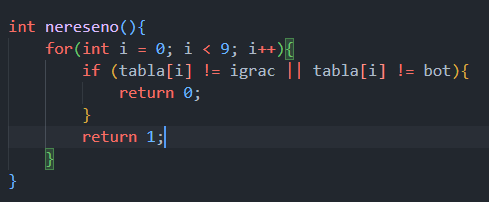 int nereseno(){
    for(int i = 0; i < 9; i++){
        if (tabla[i] != igrac || tabla[i] != bot){
            return 0;
        }
        return 1;
    }
}